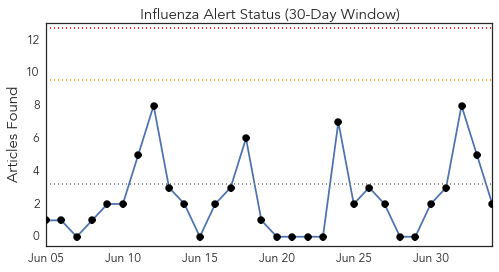 Influenza Alert Status (30-Day Window)
Articles Found
12
10
8
6
4
2
0
Jun 05 Jun 10 Jun 15 Jun 20 Jun 25 Jun 30